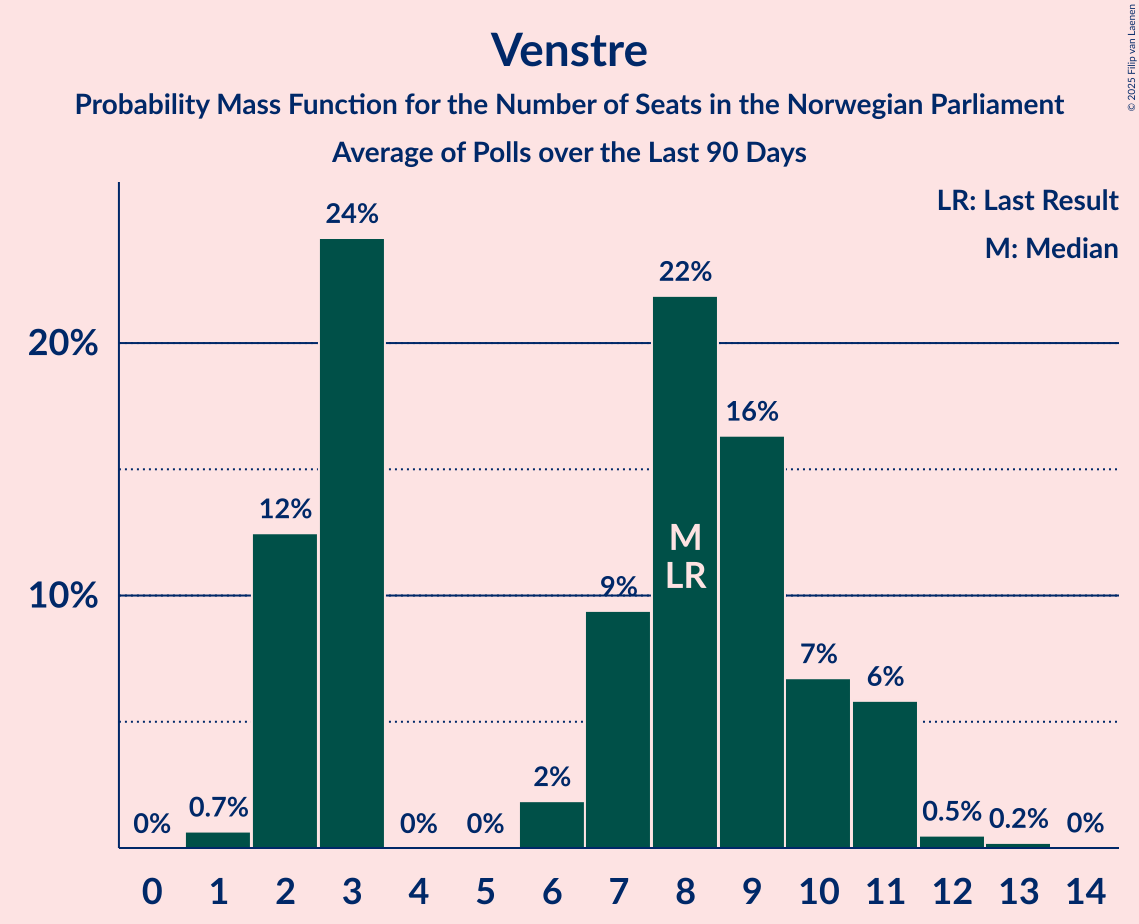 Venstre
Probability Mass Function for the Number of Seats in the Norwegian Parliament
Average of Polls over the Last 90 Days
© 2025 Filip van Laenen
LR: Last Result
M: Median
20%
10%
0%
0.7%
12%
24%
0%
0%
2%
9%
22%
16%
7%
6%
0.5%
0.2%
0%
M
LR
0 1 2 3 4 5 6 7 8 9 10 11 12 13 14